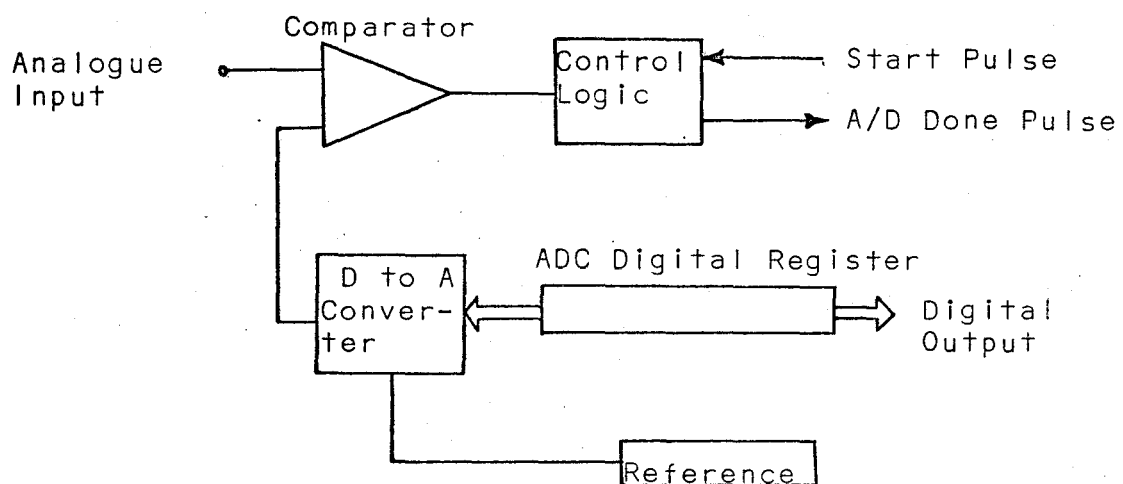 Comparator
Analogue
Input
Control
Logic
Start Pulse
A/D Done Pulse
D to A
Conver-
ter
ADC Digital Register
Digital
Output
Reference